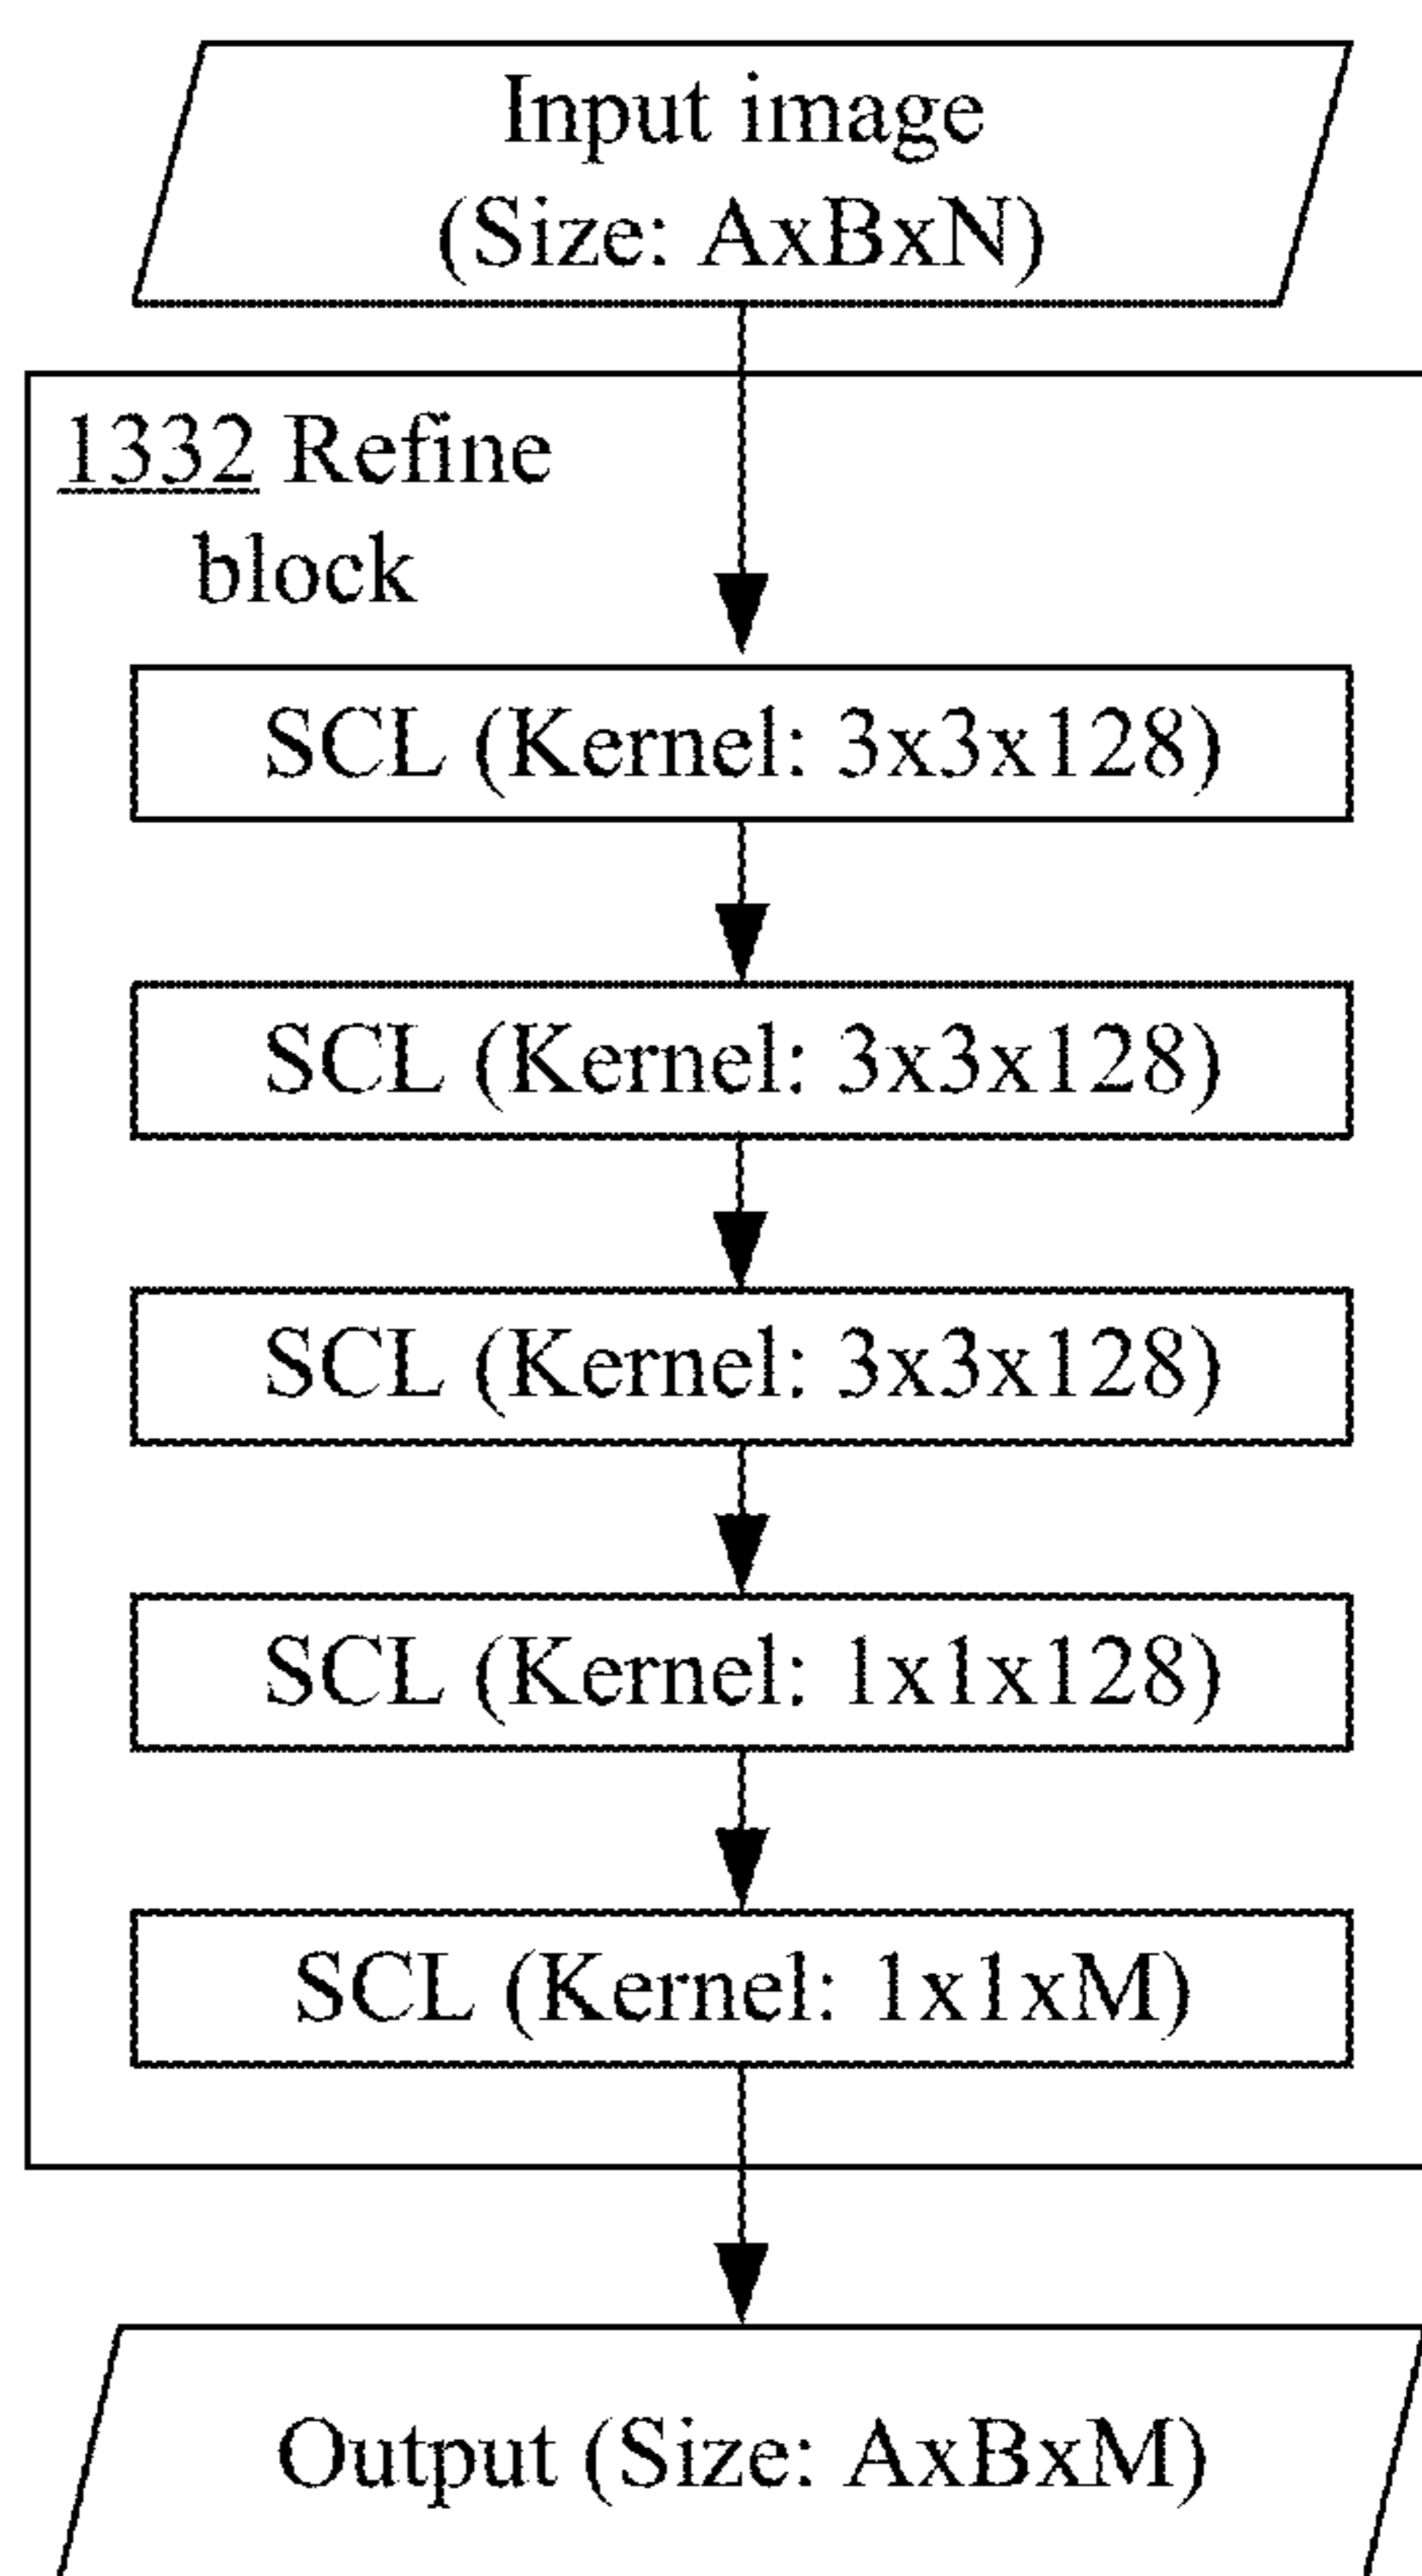 Input image
(Size: AxBxN)
1332 Refine
block
SCL (Kernel: 3x3x128)
SCL (Kernel: 3x3x128)
SCL (Kernel: 3x3x128)
SCL (Kernel: 1x1x128)
SCL (Kernel: 1x1xM)
Output (Size: AxBxM)